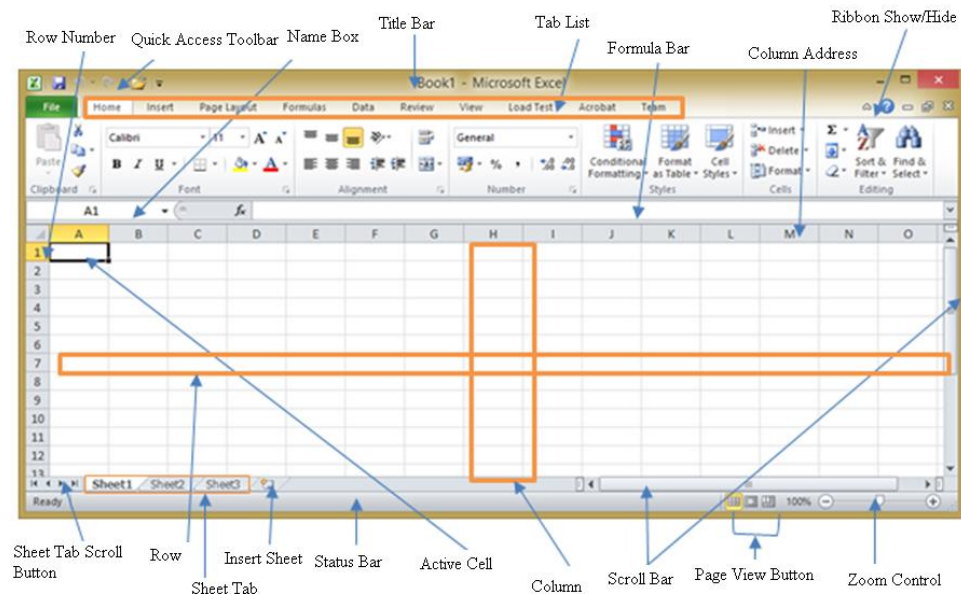 Ribbon Show/Hide
Title Bar
Tab List
Row Number
Quick Access Toolbar
Name Box
Formula Bar
Column Address
Book1 - Microsoft Excel
File Home Insert Page Layout Formulas Data Review View Load Test Acrobat Team
Calibri 11 A A General Insert Σ
Paste B I U A % , Conditional Formatting Format as Table Cell Styles Delete Format Sort & Filter Find & Select
Clipboard Font Alignment Number Styles Cells Editing
A1 fx
A B C D E F G H I J K L M N O
1
2
3
4
5
6
7
8
9
10
11
12
13
Sheet1 Sheet2 Sheet3
Ready 100%
Sheet Tab Scroll
Button
Row
Sheet Tab
Insert Sheet
Status Bar
Active Cell
Column
Scroll Bar
Page View Button
Zoom Control